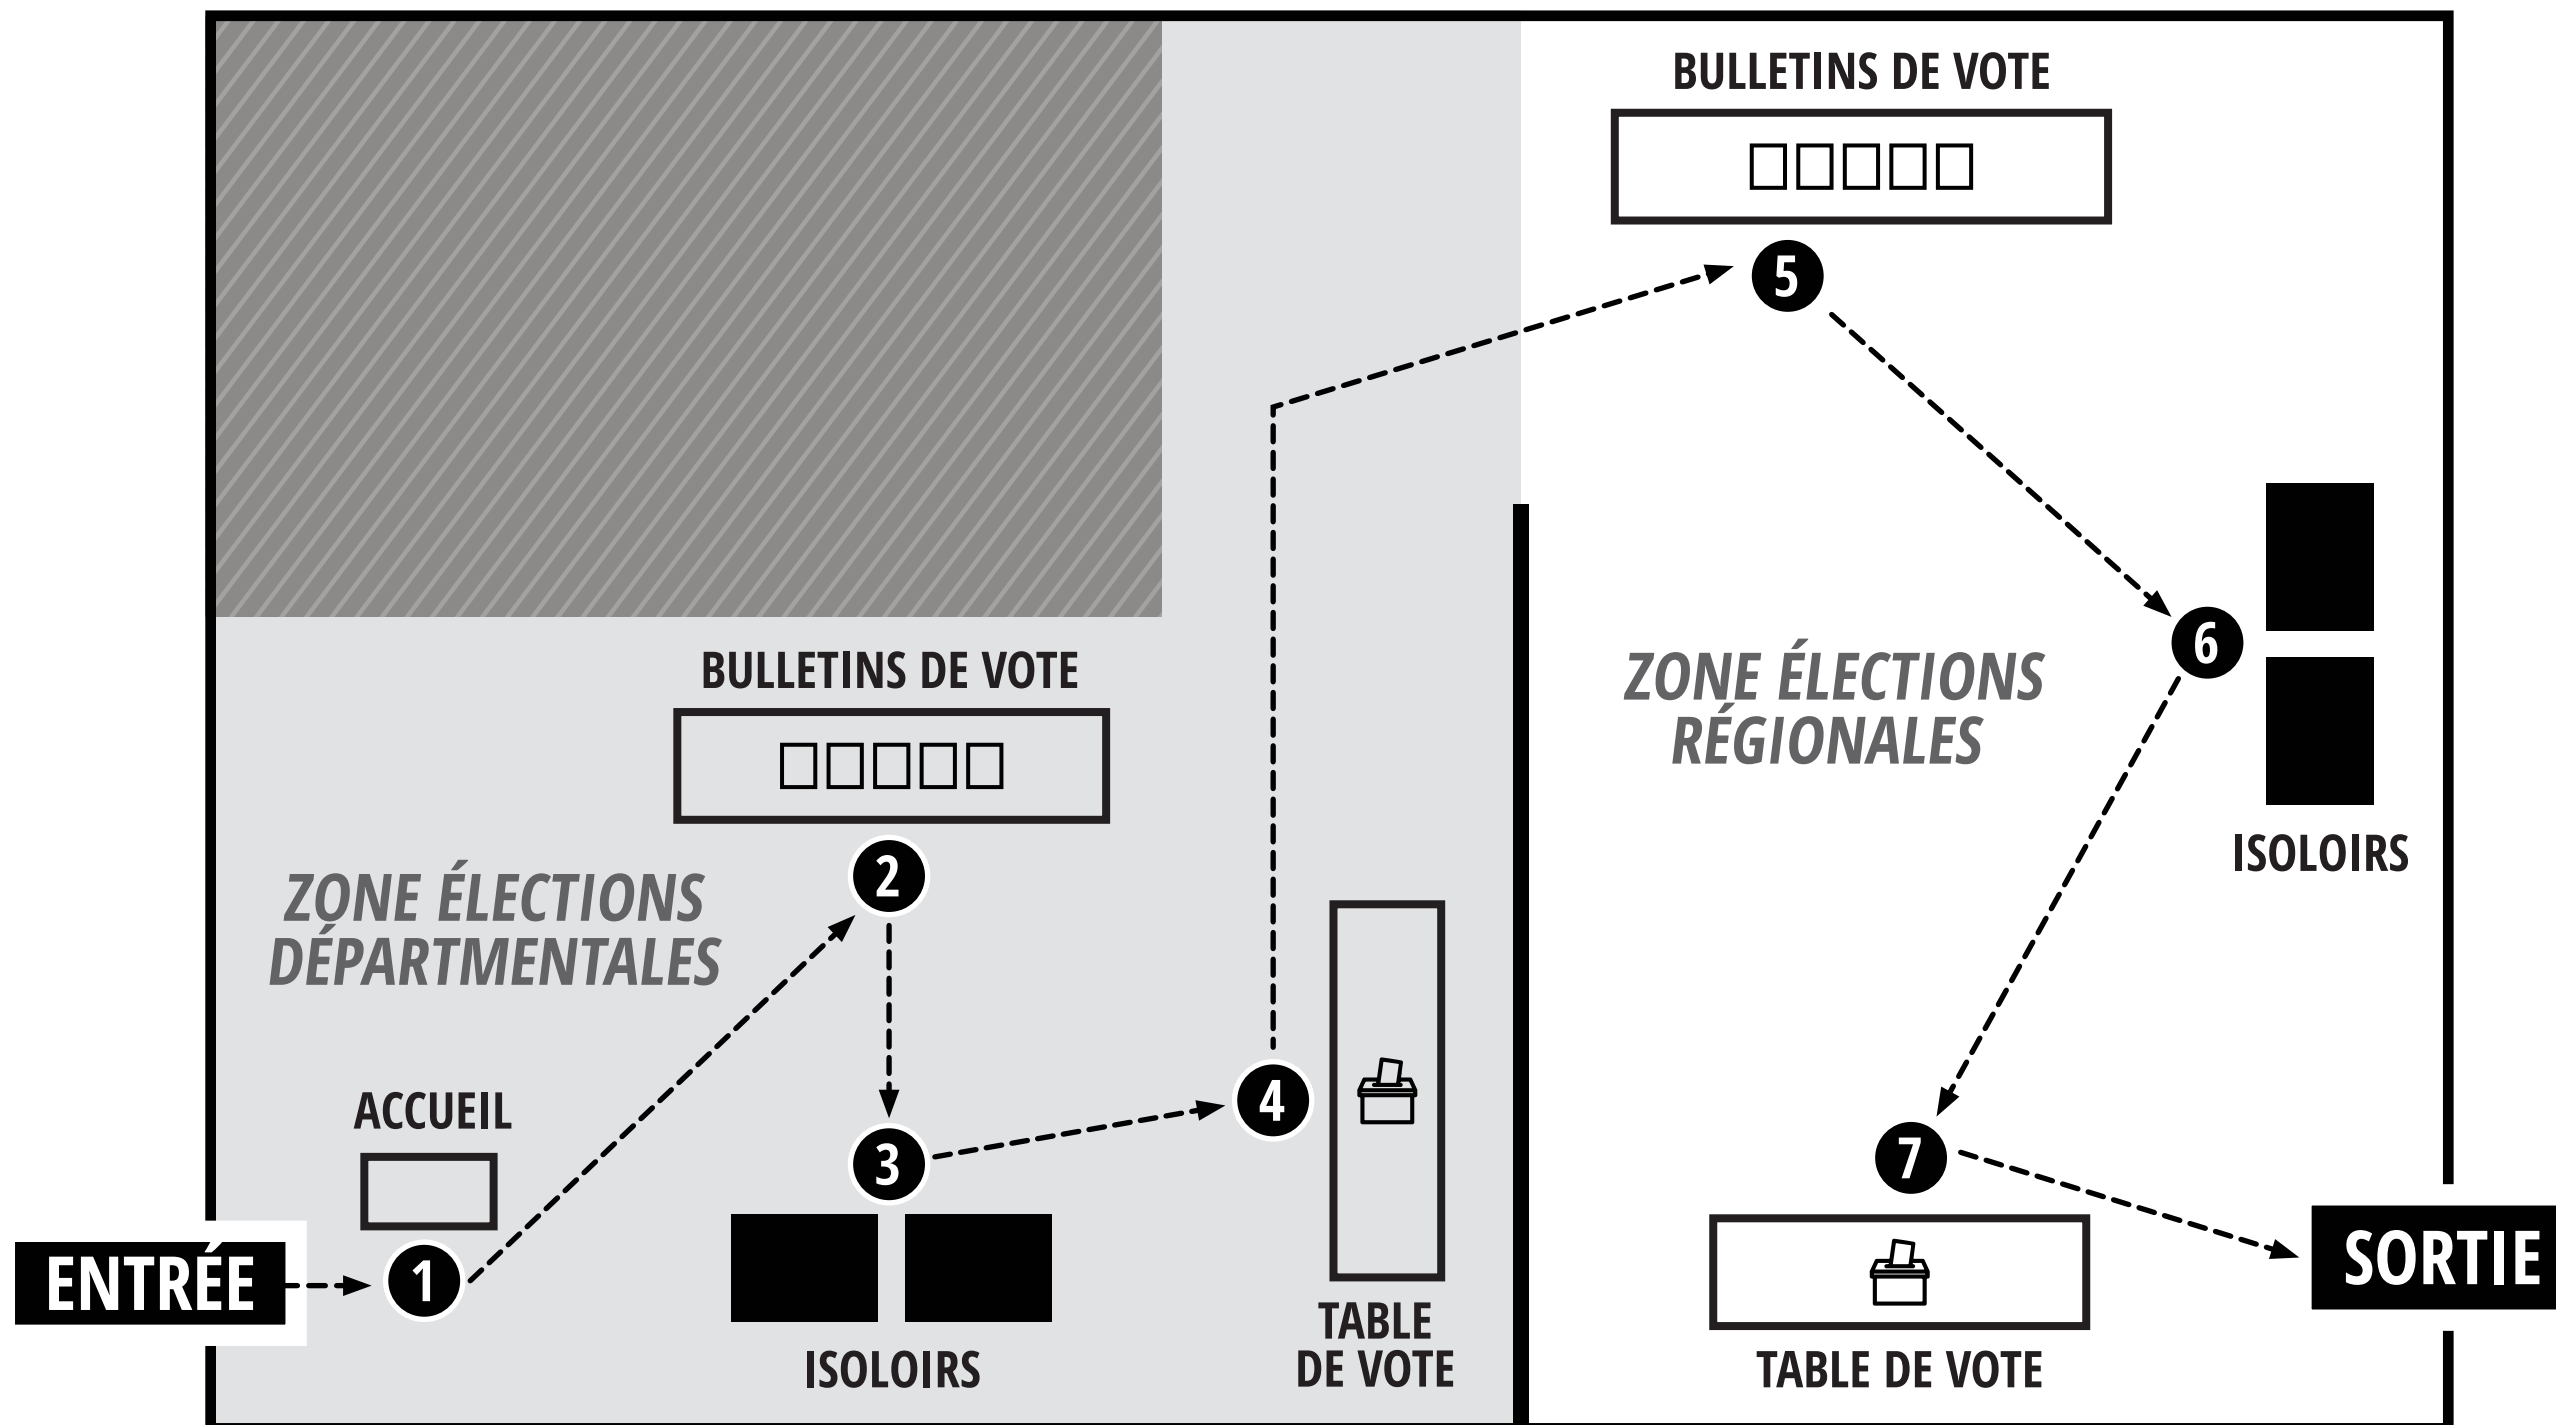 BULLETINS DE VOTE
5
6
ZONE ÉLECTIONS
RÉGIONALES
ISOLOIRS
BULLETINS DE VOTE
2
ZONE ÉLECTIONS
DÉPARTMENTALES
ACCUEIL
1
ENTRÉE
3
ISOLOIRS
4
TABLE
DE VOTE
7
TABLE DE VOTE
SORTIE